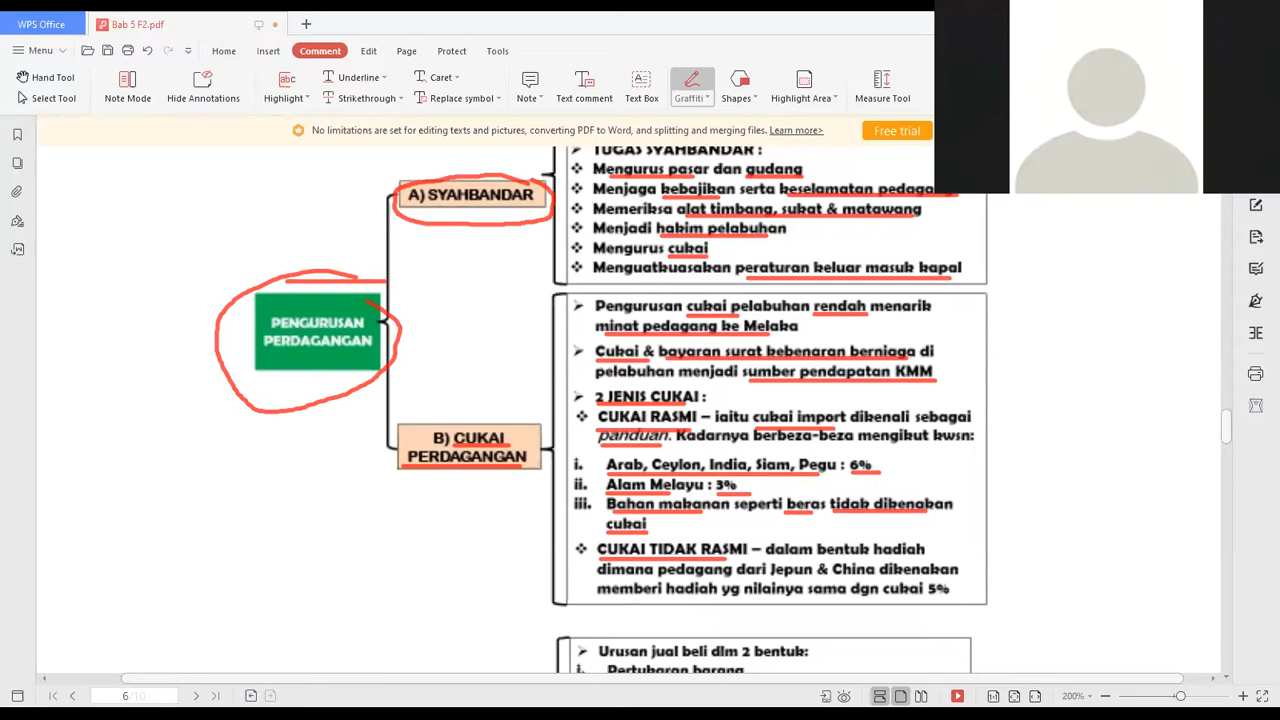 WPS Office
Bab 5 F2.pdf
Menu
Home
Insert
Comment
Edit
Page
Protect
Tools
Hand Tool
Select Tool
Note Mode
Hide Annotations
abc
Highlight
Underline
Strikethrough
Caret
Replace symbol
Note
Text comment
Text Box
Graffiti
Shapes
Highlight Area
Measure Tool
No limitations are set for editing texts and pictures, converting PDF to Word, and splitting and merging files. Learn more>
Free trial
TUGAS SYAHBANDAR :
Mengurus pasar dan gudang
Menjaga kebajikan serta keselamatan pedagang
Memeriksa alat timbang, sukat & matawang
Menjadi hakim pelabuhan
Mengurus cukai
Menguatkuasakan peraturan keluar masuk kapal
A) SYAHBANDAR
PENGURUSAN
PERDAGANGAN
B) CUKAI
PERDAGANGAN
Pengurusan cukai pelabuhan rendah menarik
minat pedagang ke Melaka
Cukai & bayaran surat kebenaran berniaga di
pelabuhan menjadi sumber pendapatan KMM
2 JENIS CUKAI :
CUKAI RASMI – iaitu cukai import dikenali sebagai
panduan. Kadarnya berbeza-beza mengikut kwsn:
i. Arab, Ceylon, India, Siam, Pegu : 6%
ii. Alam Melayu : 3%
iii. Bahan makanan seperti beras tidak dikenakan
cukai
CUKAI TIDAK RASMI – dalam bentuk hadiah
dimana pedagang dari Jepun & China dikenakan
memberi hadiah yg nilainya sama dgn cukai 5%
Urusan jual beli dlm 2 bentuk:
i. Pertukaran barang
6/10
200%